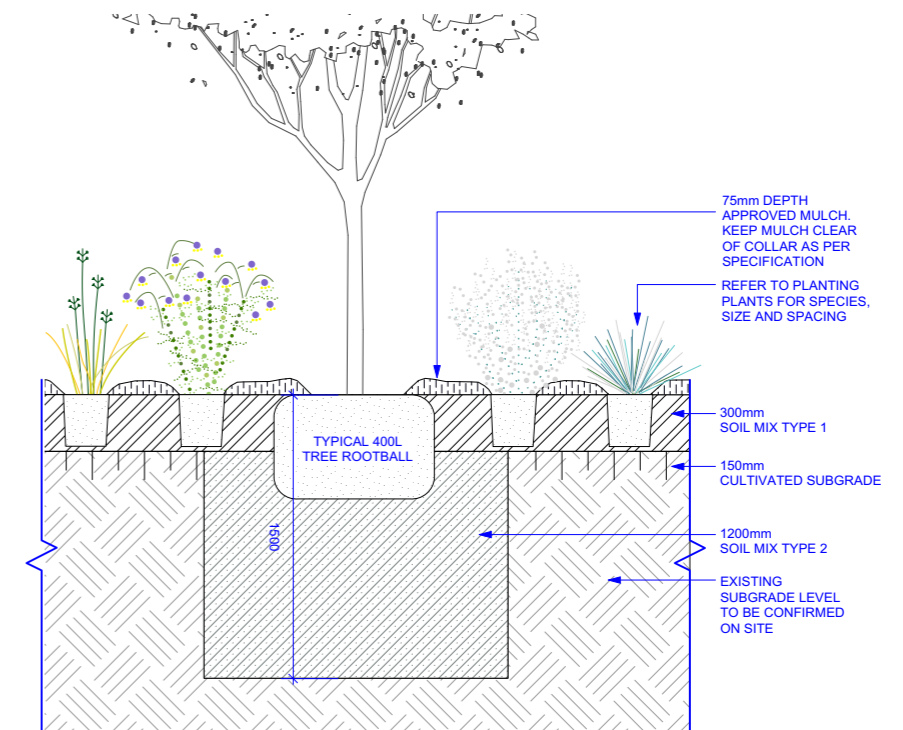 75mm DEPTH
APPROVED MULCH.
KEEP MULCH CLEAR
OF COLLAR AS PER
SPECIFICATION
REFER TO PLANTING
PLANTS FOR SPECIES,
SIZE AND SPACING
300mm
SOIL MIX TYPE 1
TYPICAL 400L
TREE ROOTBALL
150mm
CULTIVATED SUBGRADE
1500
1200mm
SOIL MIX TYPE 2
EXISTING
SUBGRADE LEVEL
TO BE CONFIRMED
ON SITE